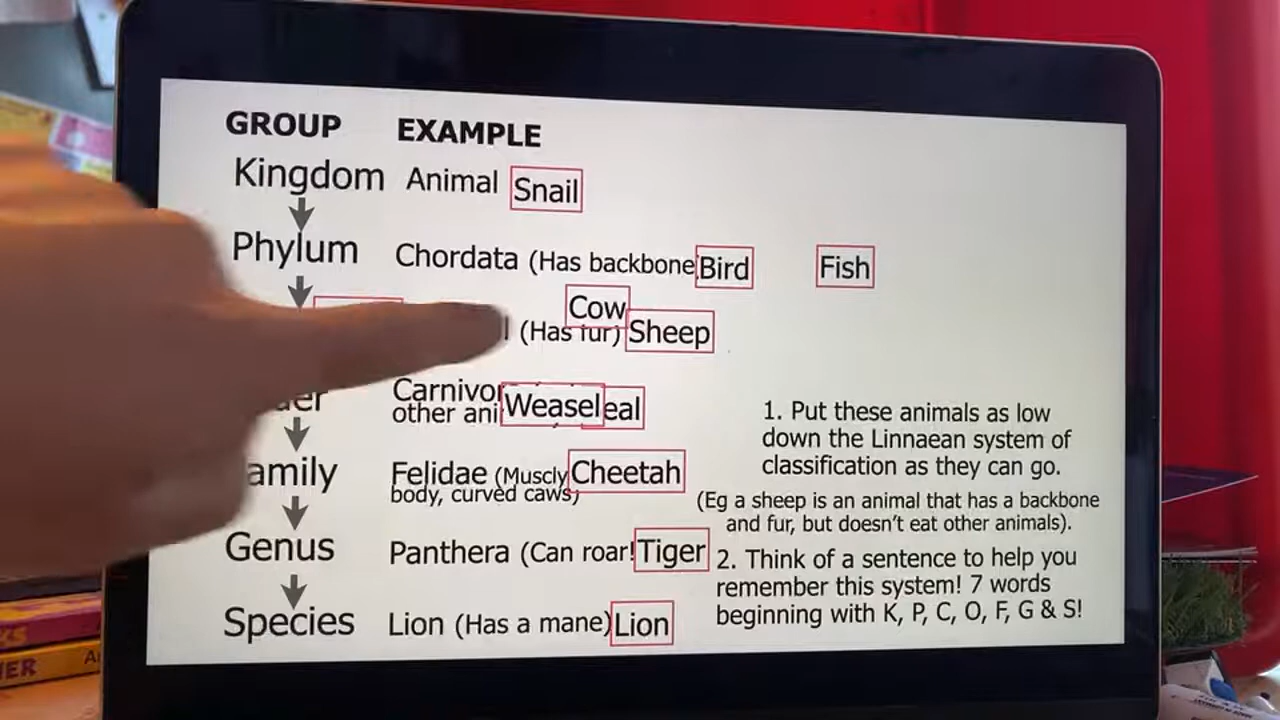 GROUP EXAMPLE
Kingdom Animal Snail
Phylum Chordata (Has backbone Bird Fish
Cow
(Has fur) Sheep
Carnivor
other ani Weasel eal
amily Felidae (Muscly Cheetah
body, curved caws)
Genus Panthera (Can roar! Tiger
Species Lion (Has a mane) Lion
1. Put these animals as low
down the Linnaean system of
classification as they can go.
(Eg a sheep is an animal that has a backbone
and fur, but doesn't eat other animals).
2. Think of a sentence to help you
remember this system! 7 words
beginning with K, P, C, O, F, G & S!